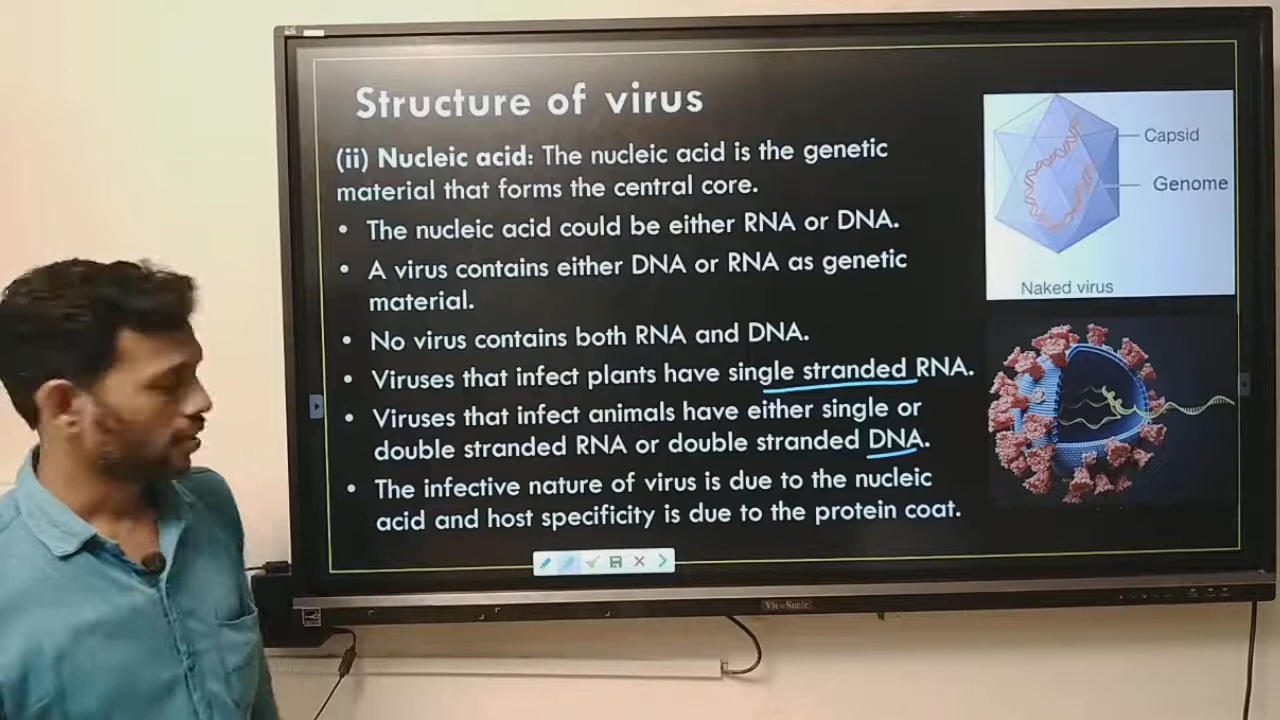 Structure of virus
(ii) Nucleic acid: The nucleic acid is the genetic
material that forms the central core.
• The nucleic acid could be either RNA or DNA.
• A virus contains either DNA or RNA as genetic
material.
• No virus contains both RNA and DNA.
• Viruses that infect plants have single stranded RNA.
• Viruses that infect animals have either single or
double stranded RNA or double stranded DNA.
• The infective nature of virus is due to the nucleic
acid and host specificity is due to the protein coat.
Capsid
Genome
Naked virus
ViewSonic